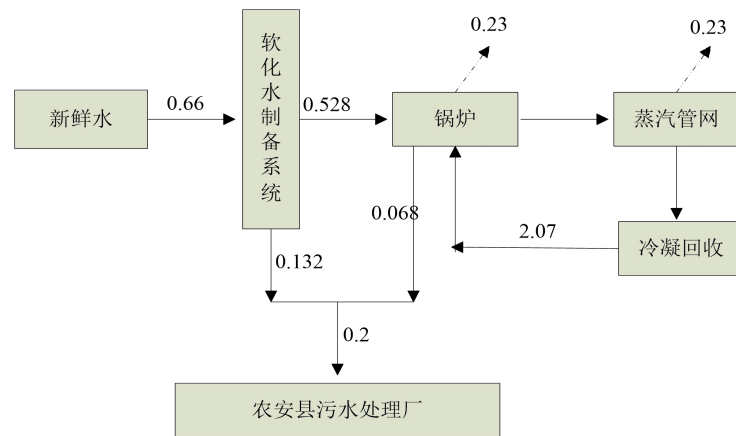 0.23
0.23
新鲜水
0.66
软化水制备系统
0.528
锅炉
蒸汽管网
0.068
2.07
冷凝回收
0.132
0.2
农安县污水处理厂